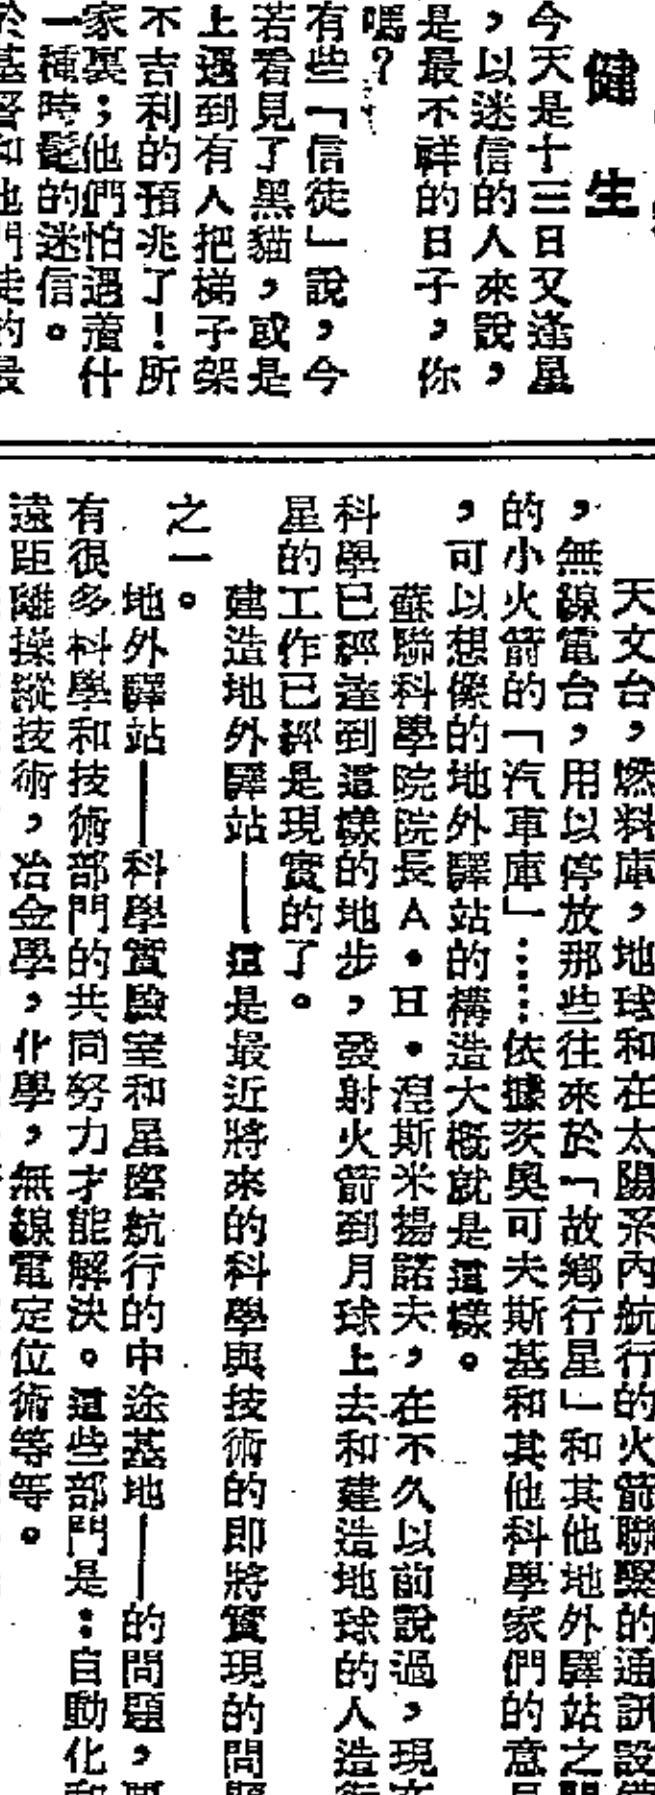 健生
今天是十三日又逢星
，以迷信的人來說，
是最不祥的日子，你
嗎？
有些「信徒」說，今
若看見了黑貓，或是
上遇到有人把梯子架
不吉利的預兆了！所
家裏；他們怕遇着什
一種時髦的迷信。
天文台，燃料庫，地球和在太陽系內航行的火箭聯繫的通訊設備
，無線電台，用以停放那些往來於「故鄉行星」和其他地外驛站之間
的小火箭的「汽車庫」……依據茨奧可夫斯基和其他科學家們的意見
，可以想像的地外驛站的構造大概就是這樣。
蘇聯科學院院長A·H·湼斯米揚諾夫，在不久以前說過，現在
科學已經達到這樣的地步，發射火箭到月球上去和建造地球的人造衛
星的工作已經是現實的了。
建造地外驛站——這是最近將來的科學與技術的即將實現的問題
之一。
地外驛站——科學實驗室和星際航行的中途基地——的問題，要
有很多科學和技術部門的共同努力才能解決。這些部門是：自動化和
遠距離操縱技術，冶金學，化學，無線電定位術等等。